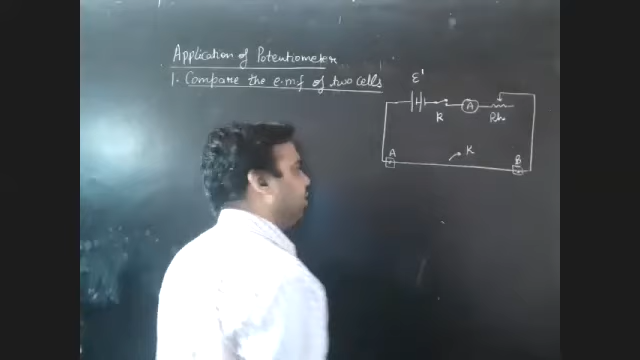 Application of Potentiometer
1. Compare the e.m.f of two cells
E'
K
A
Rh
A
K
B